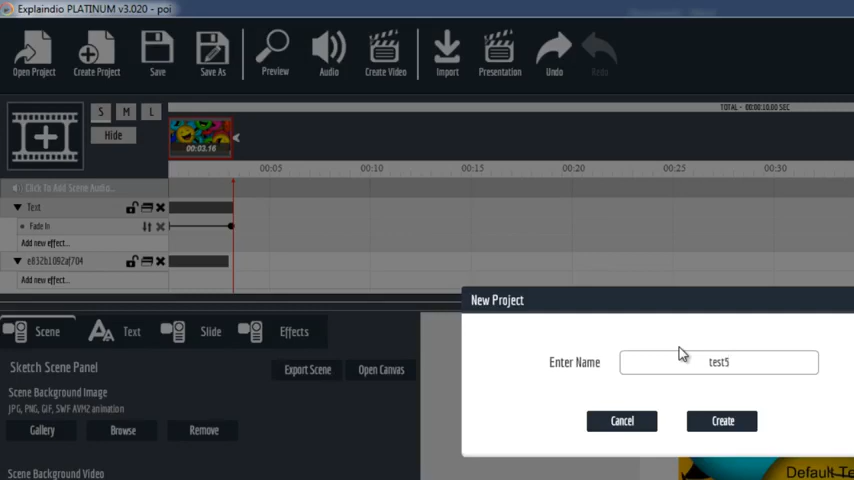 Explaindio PLATINUM v3.020 - poi
Open Project
Create Project
Save
Save As
Preview
Audio
Create Video
Import
Presentation
Undo
Redo
S M L
Hide
TOTAL - 00:00:10.00 SEC
00:03.16
00:05 00:10 00:15 00:20 00:25 00:30
Click To Add Scene Audio...
Text
Fade In
Add new effect...
e832b1092af704
Add new effect...
New Project
Enter Name test5
Cancel Create
Scene Text Slide Effects
Sketch Scene Panel
Export Scene Open Canvas
Scene Background Image
JPG, PNG, GIF, SWF AVM2 animation
Gallery Browse Remove
Scene Background Video
Default Te